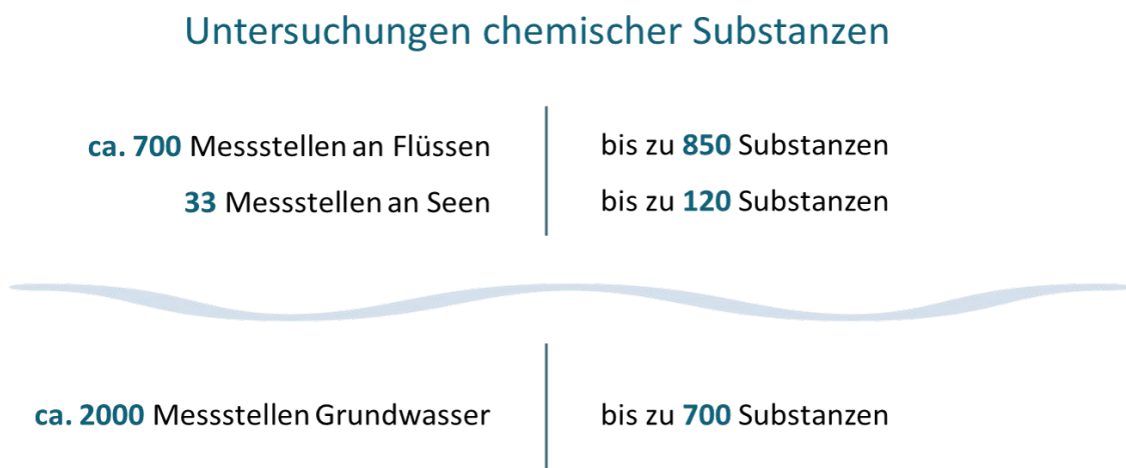 Untersuchungen chemischer Substanzen
ca. 700 Messstellen an Flüssen bis zu 850 Substanzen
33 Messstellen an Seen bis zu 120 Substanzen
ca. 2000 Messstellen Grundwasser bis zu 700 Substanzen